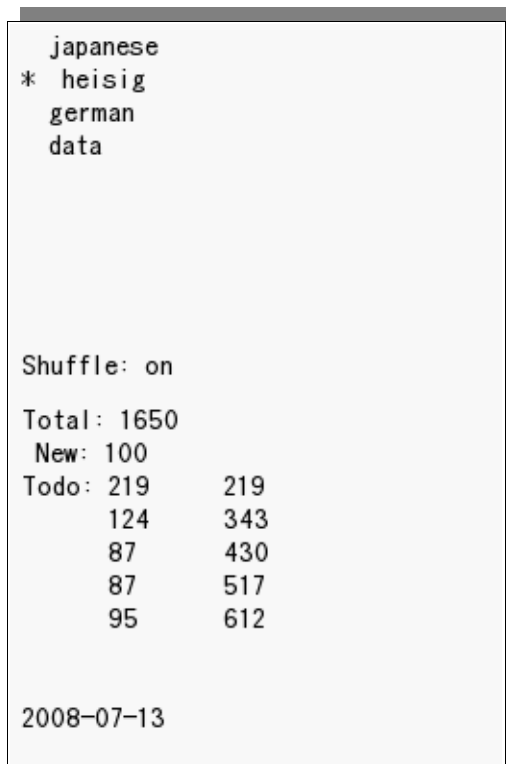 japanese
* heisig
german
data
Shuffle: on
Total: 1650
New: 100
Todo: 219 219
124 343
87 430
87 517
95 612
2008-07-13